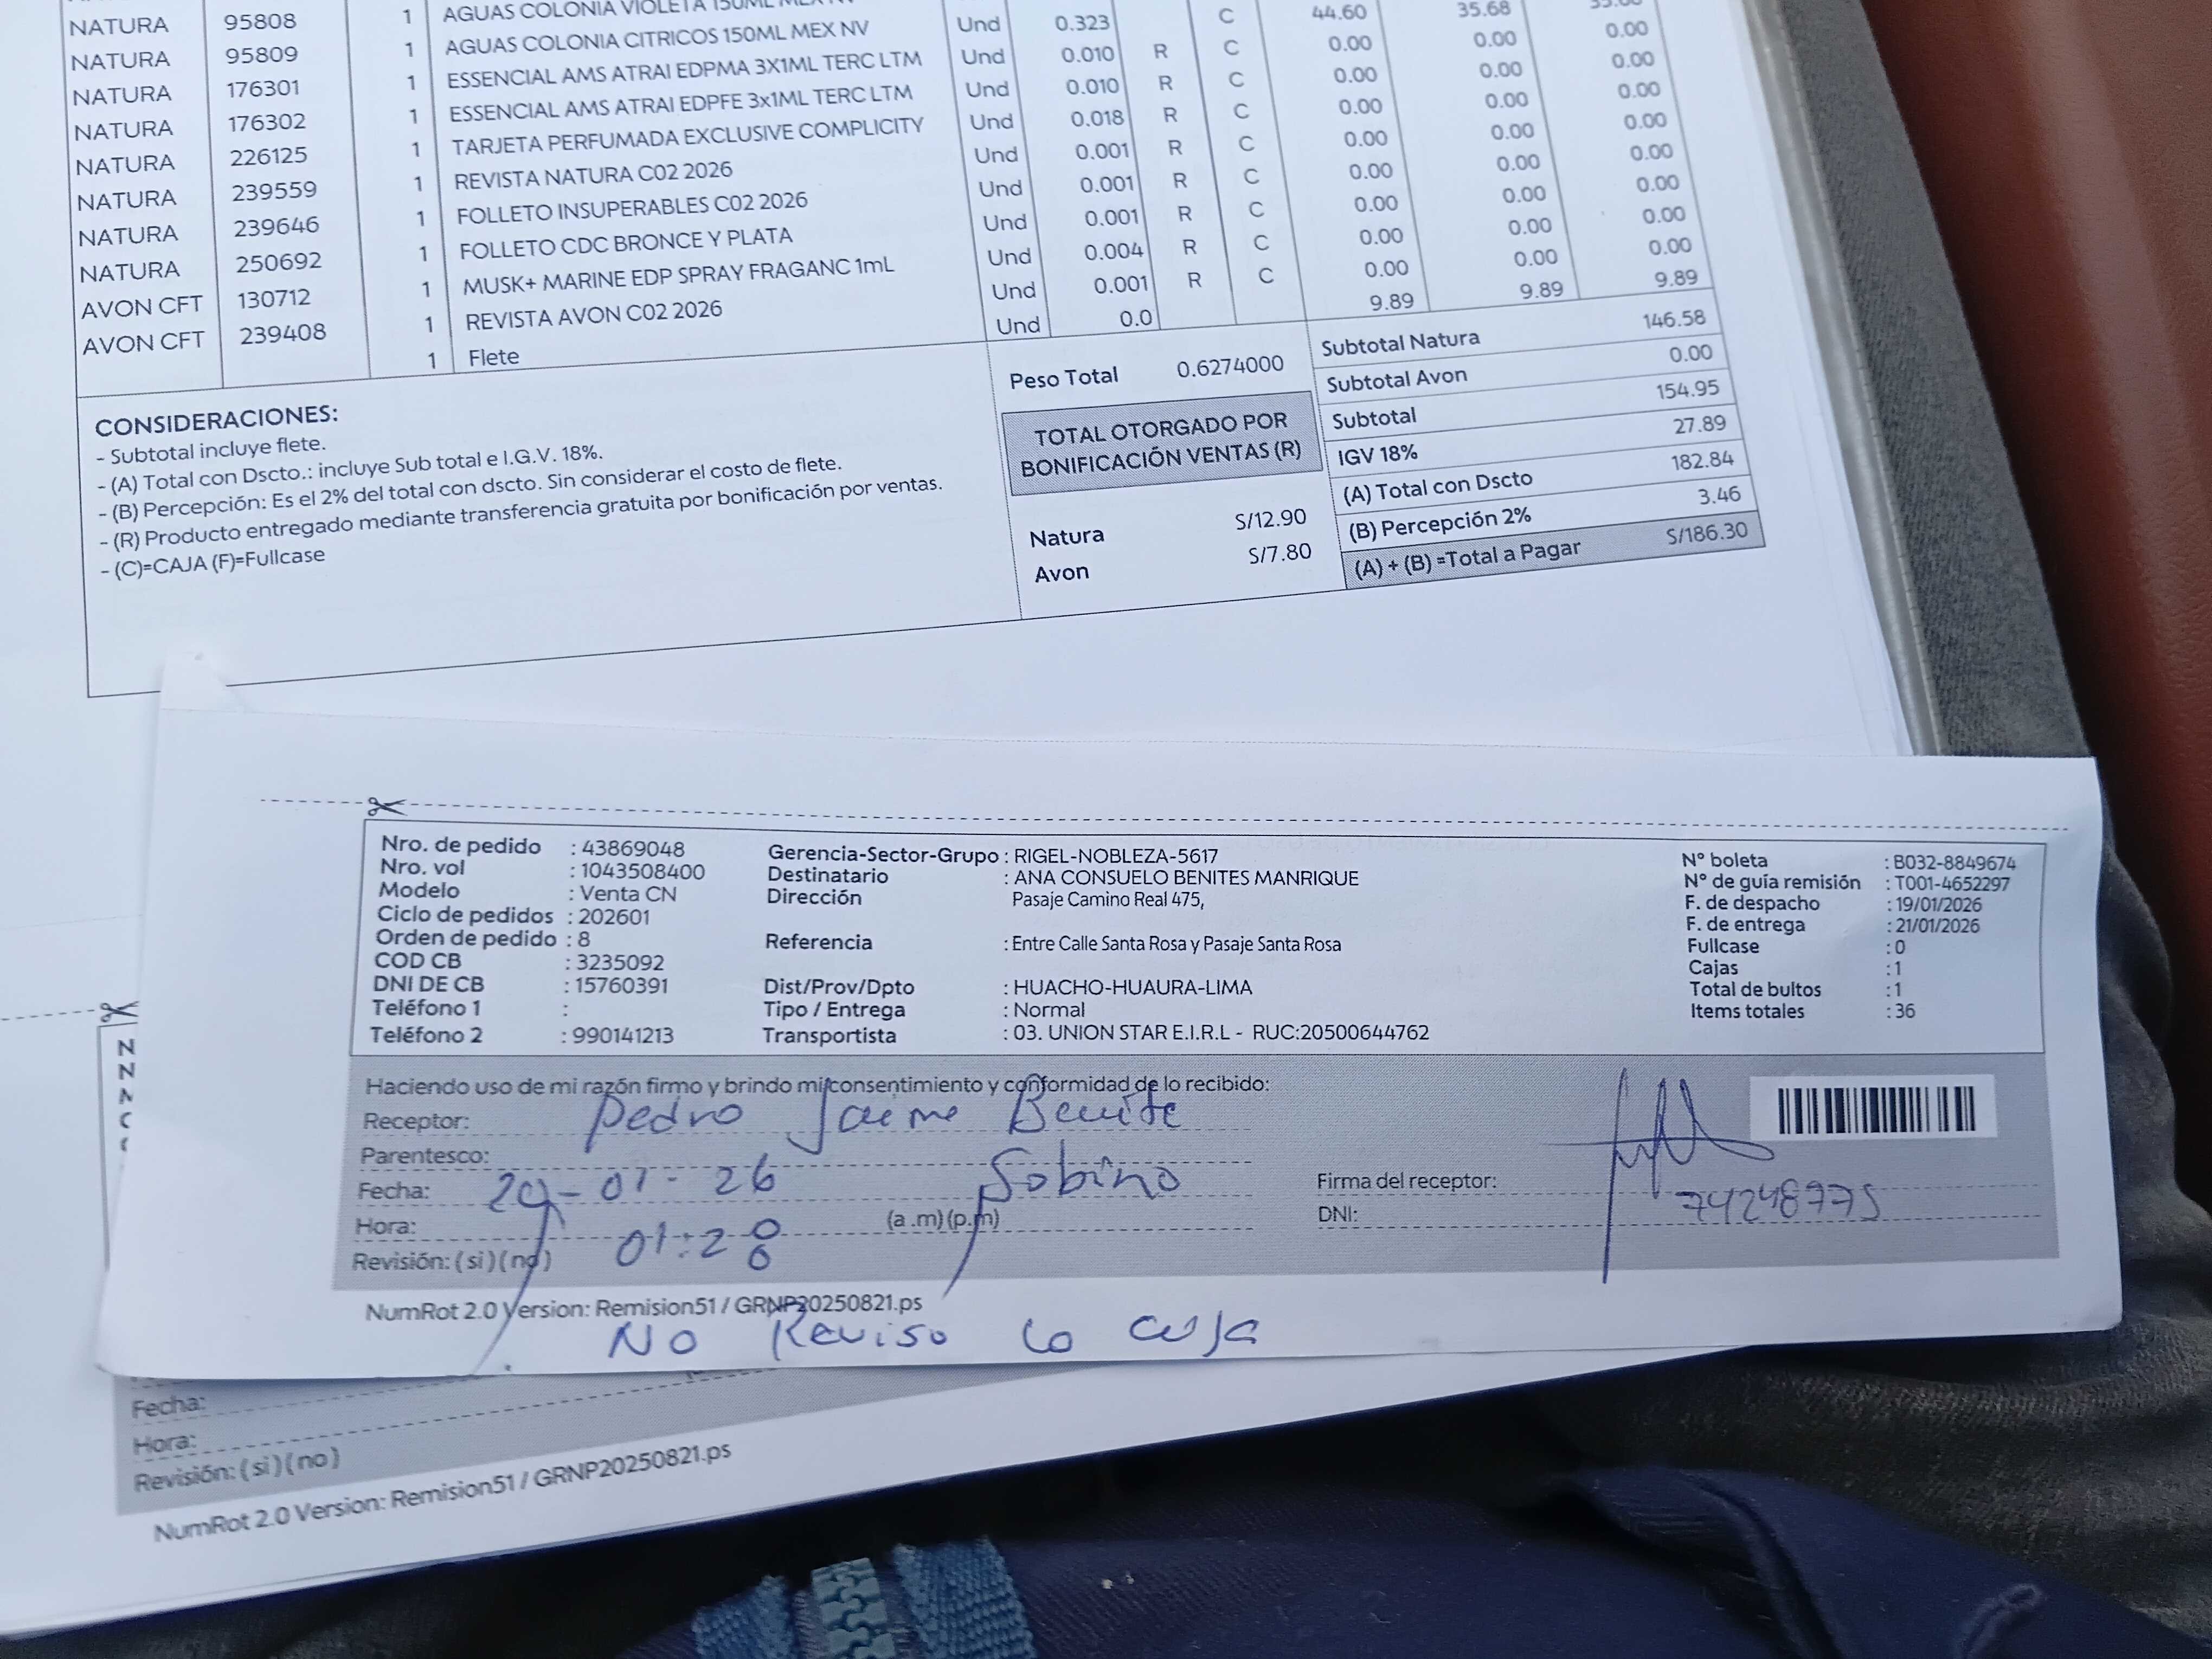 NATURA 95808 1 AGUAS COLONIA VIOLETA 150ML MEX NV Und 0.323 C 44.60 35.68
NATURA 95809 1 AGUAS COLONIA CITRICOS 150ML MEX NV Und 0.010 R C 0.00 0.00 0.00
NATURA 176301 1 ESSENCIAL AMS ATRAI EDPMA 3X1ML TERC LTM Und 0.010 R C 0.00 0.00 0.00
NATURA 176302 1 ESSENCIAL AMS ATRAI EDPFE 3x1ML TERC LTM Und 0.018 R C 0.00 0.00 0.00
NATURA 226125 1 TARJETA PERFUMADA EXCLUSIVE COMPLICITY Und 0.001 R C 0.00 0.00 0.00
NATURA 239559 1 REVISTA NATURA C02 2026 Und 0.001 R C 0.00 0.00 0.00
NATURA 239646 1 FOLLETO INSUPERABLES C02 2026 Und 0.001 R C 0.00 0.00 0.00
NATURA 250692 1 FOLLETO CDC BRONCE Y PLATA Und 0.004 R C 0.00 0.00 0.00
AVON CFT 130712 1 MUSK+ MARINE EDP SPRAY FRAGANC 1mL Und 0.001 R C 0.00 0.00 0.00
AVON CFT 239408 1 REVISTA AVON C02 2026 Und 0.0 9.89 9.89 9.89
1 Flete
CONSIDERACIONES:
- Subtotal incluye flete.
- (A) Total con Dscto.: incluye Sub total e I.G.V. 18%.
- (B) Percepción: Es el 2% del total con dscto. Sin considerar el costo de flete.
- (R) Producto entregado mediante transferencia gratuita por bonificación por ventas.
- (C)=CAJA (F)=Fullcase
Peso Total 0.6274000
TOTAL OTORGADO POR
BONIFICACIÓN VENTAS (R)
Natura S/12.90
Avon S/7.80
Subtotal Natura 146.58
Subtotal Avon 0.00
Subtotal 154.95
IGV 18% 27.89
(A) Total con Dscto 182.84
(B) Percepción 2% 3.46
(A) + (B) =Total a Pagar S/186.30
Nro. de pedido : 43869048
Nro. vol : 1043508400
Modelo : Venta CN
Ciclo de pedidos : 202601
Orden de pedido : 8
COD CB : 3235092
DNI DE CB : 15760391
Teléfono 1 :
Teléfono 2 : 990141213
Gerencia-Sector-Grupo : RIGEL-NOBLEZA-5617
Destinatario : ANA CONSUELO BENITES MANRIQUE
Dirección Pasaje Camino Real 475,
Referencia : Entre Calle Santa Rosa y Pasaje Santa Rosa
Dist/Prov/Dpto : HUACHO-HUAURA-LIMA
Tipo / Entrega : Normal
Transportista : 03. UNION STAR E.I.R.L - RUC:20500644762
N° boleta : B032-8849674
N° de guía remisión : T001-4652297
F. de despacho : 19/01/2026
F. de entrega : 21/01/2026
Fullcase : 0
Cajas : 1
Total de bultos : 1
Items totales : 36
Haciendo uso de mi razón firmo y brindo mi consentimiento y conformidad de lo recibido:
Receptor: Pedro Jaime Benite
Parentesco: Sobino
Fecha: 29-01-26
Hora: 01:28 (a.m)(p.m)
Revisión: (si)(no)
Firma del receptor:
DNI: 74248775
NumRot 2.0 Version: Remision51 / GRNP20250821.ps
No Reviso la caja
Fecha:
Hora:
Revisión: (si)(no)
NumRot 2.0 Version: Remision51 / GRNP20250821.ps